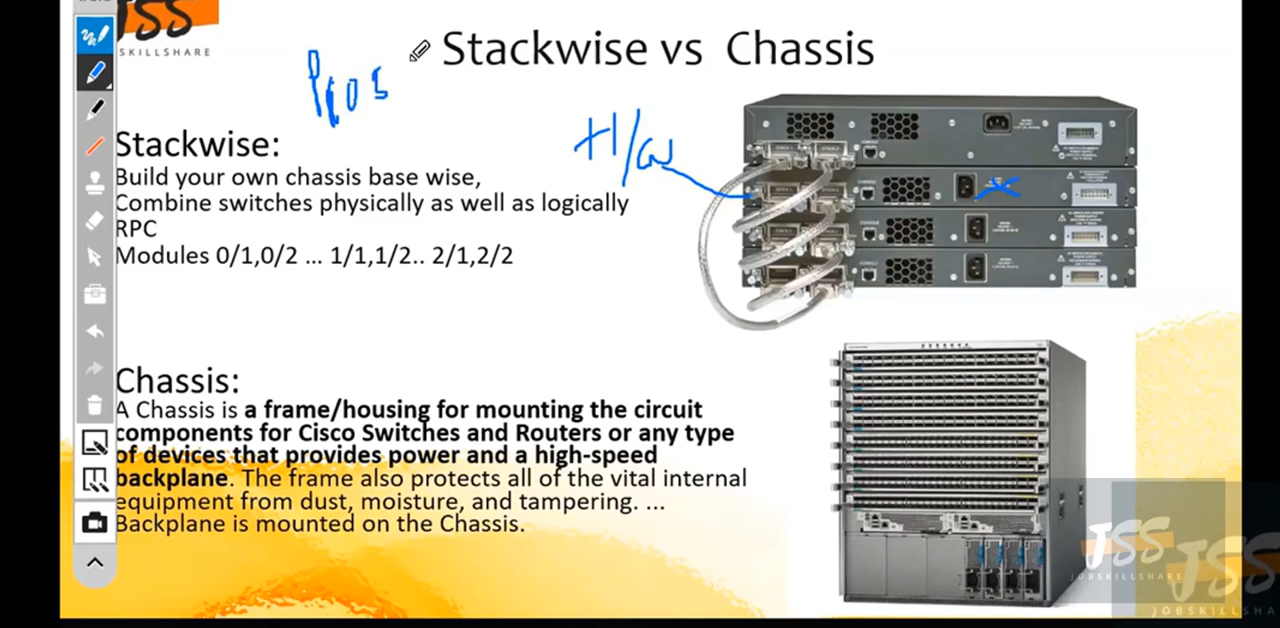 JSS
SKILLSHARE
Stackwise vs Chassis
Pros
H/w
Stackwise:
Build your own chassis base wise,
Combine switches physically as well as logically
RPC
Modules 0/1,0/2 ... 1/1,1/2.. 2/1,2/2
Chassis:
A Chassis is a frame/housing for mounting the circuit
components for Cisco Switches and Routers or any type
of devices that provides power and a high-speed
backplane. The frame also protects all of the vital internal
equipment from dust, moisture, and tampering. ...
Backplane is mounted on the Chassis.
JSS
JOBSKILLSHARE
JSS
JOBSKILLSHA